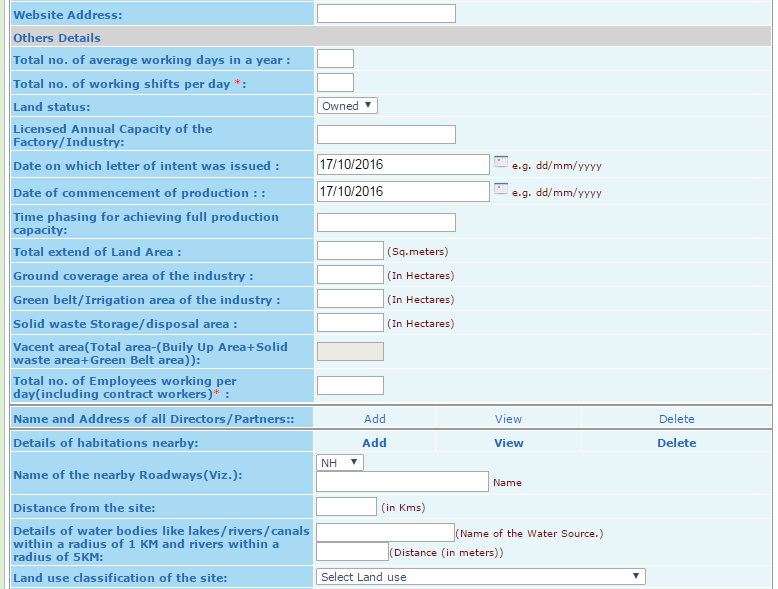 Website Address:
Others Details
Total no. of average working days in a year :
Total no. of working shifts per day *:
Land status: Owned
Licensed Annual Capacity of the
Factory/Industry:
Date on which letter of intent was issued : 17/10/2016 e.g. dd/mm/yyyy
Date of commencement of production : : 17/10/2016 e.g. dd/mm/yyyy
Time phasing for achieving full production
capacity:
Total extend of Land Area : (Sq.meters)
Ground coverage area of the industry : (In Hectares)
Green belt/Irrigation area of the industry : (In Hectares)
Solid waste Storage/disposal area : (In Hectares)
Vacent area(Total area-(Buily Up Area+Solid
waste area+Green Belt area)):
Total no. of Employees working per
day(including contract workers)* :
Name and Address of all Directors/Partners:: Add View Delete
Details of habitations nearby: Add View Delete
NH
Name of the nearby Roadways(Viz.):
Name
Distance from the site: (in Kms)
Details of water bodies like lakes/rivers/canals (Name of the Water Source.)
within a radius of 1 KM and rivers within a
radius of 5KM: (Distance (in meters))
Land use classification of the site: Select Land use